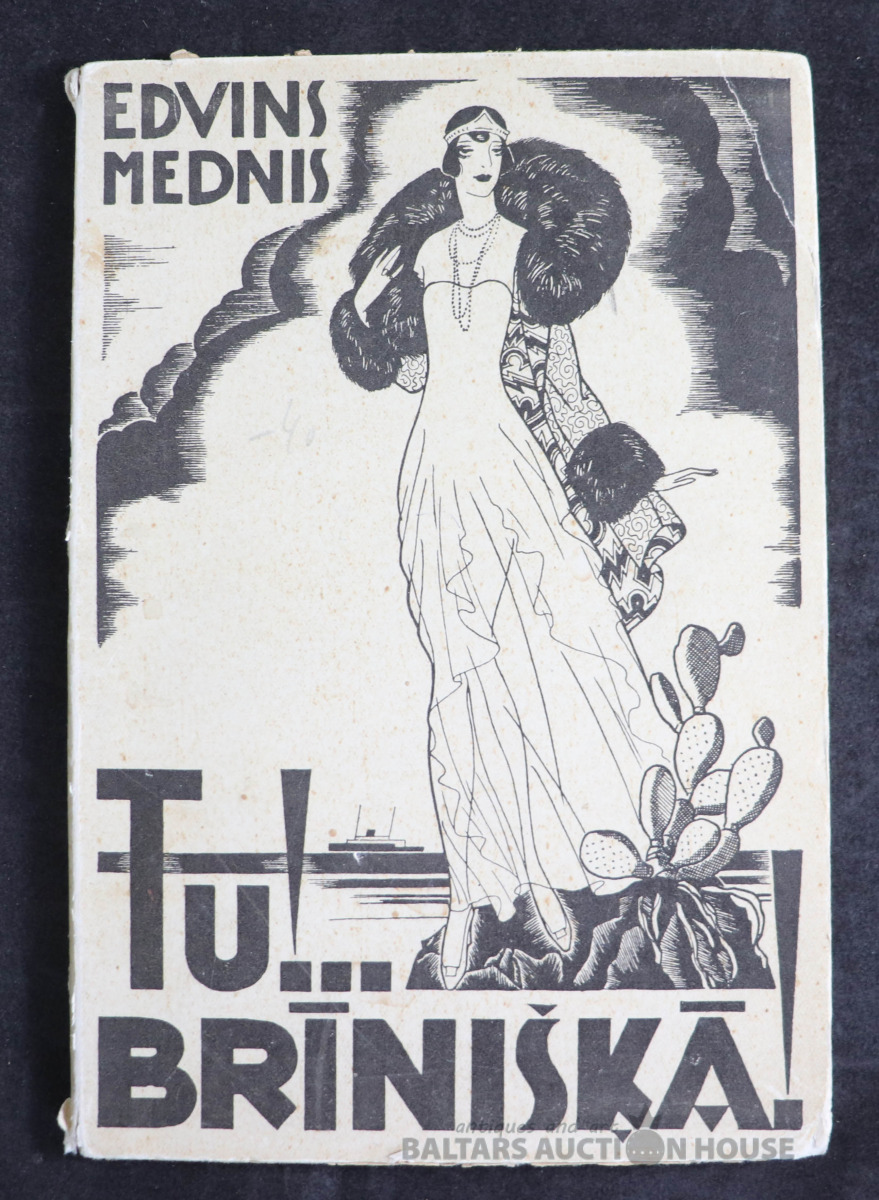 EDVINS
MEDNIS
TU!...
BRĪNIŠĶĀ!
antiques and art
BALTARS AUCTION HOUSE